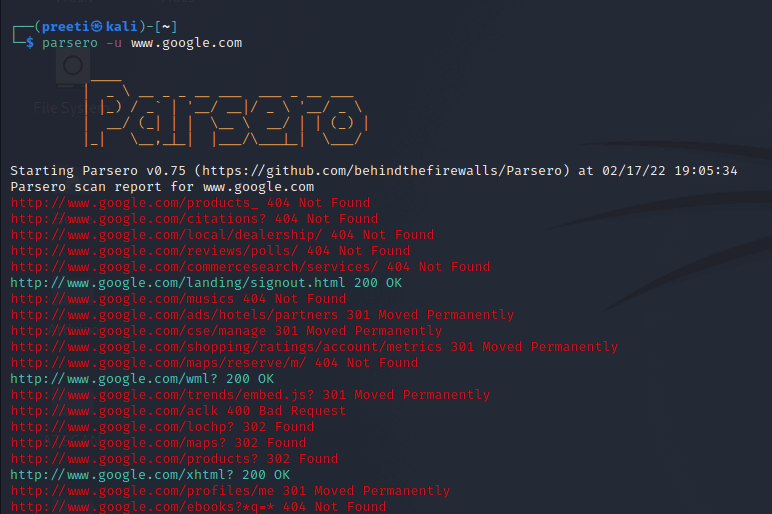 ┌──(preeti㉿kali)-[~]
└─$ parsero -u www.google.com
File System
Parsero
Starting Parsero v0.75 (https://github.com/behindthefirewalls/Parsero) at 02/17/22 19:05:34
Parsero scan report for www.google.com
http://www.google.com/products_ 404 Not Found
http://www.google.com/citations? 404 Not Found
http://www.google.com/local/dealership/ 404 Not Found
http://www.google.com/reviews/polls/ 404 Not Found
http://www.google.com/commercesearch/services/ 404 Not Found
http://www.google.com/landing/signout.html 200 OK
http://www.google.com/musics 404 Not Found
http://www.google.com/ads/hotels/partners 301 Moved Permanently
http://www.google.com/cse/manage 301 Moved Permanently
http://www.google.com/shopping/ratings/account/metrics 301 Moved Permanently
http://www.google.com/maps/reserve/m/ 404 Not Found
http://www.google.com/wml? 200 OK
http://www.google.com/trends/embed.js? 301 Moved Permanently
http://www.google.com/aclk 400 Bad Request
http://www.google.com/lochp? 302 Found
http://www.google.com/maps? 302 Found
http://www.google.com/products? 302 Found
http://www.google.com/xhtml? 200 OK
http://www.google.com/profiles/me 301 Moved Permanently
http://www.google.com/ebooks?*q=* 404 Not Found